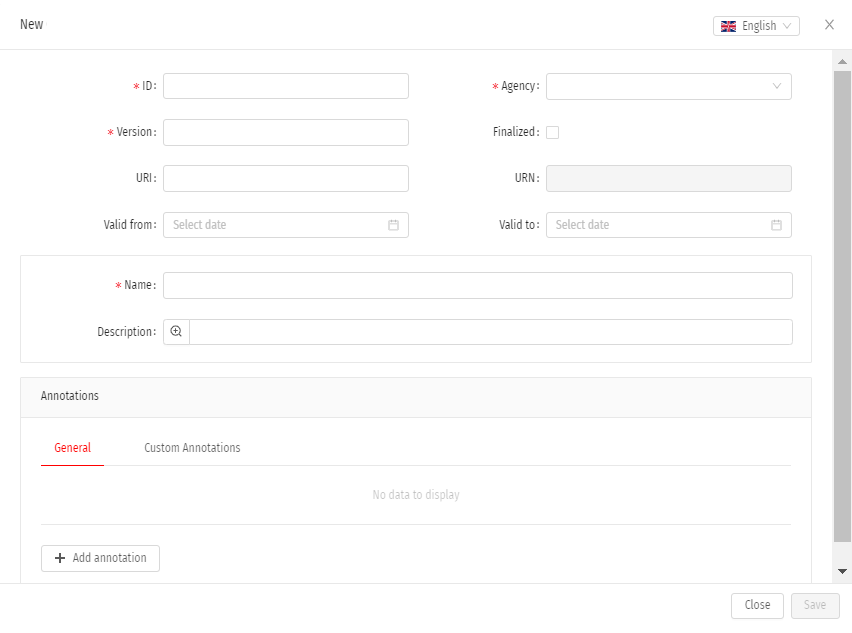 New
English
* ID:
* Agency:
* Version:
Finalized:
URI:
URN:
Valid from:
Select date
Valid to:
Select date
* Name:
Description:
Annotations
General
Custom Annotations
No data to display
+ Add annotation
Close
Save